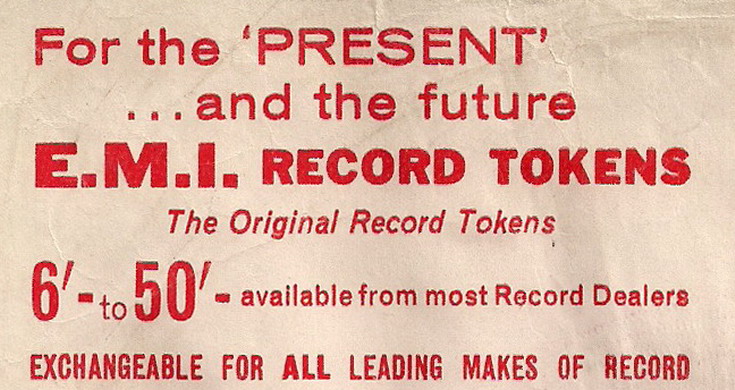 For the 'PRESENT'
...and the future
E.M.I. RECORD TOKENS
The Original Record Tokens
6/- to 50/- available from most Record Dealers
EXCHANGEABLE FOR ALL LEADING MAKES OF RECORD